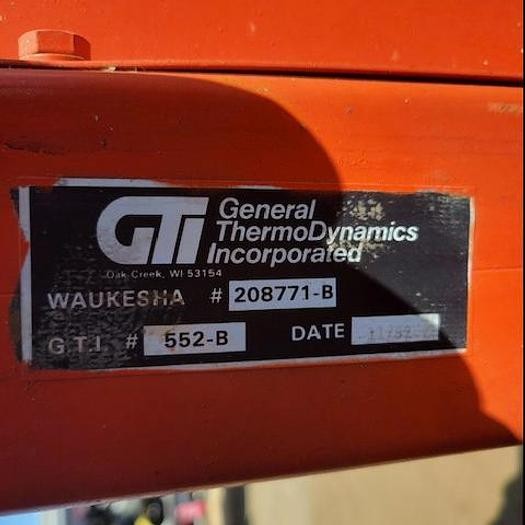 GTI General
ThermoDynamics
Incorporated
Oak Creek, WI 53154
WAUKESHA # 208771-B
G.T.I # 552-B DATE